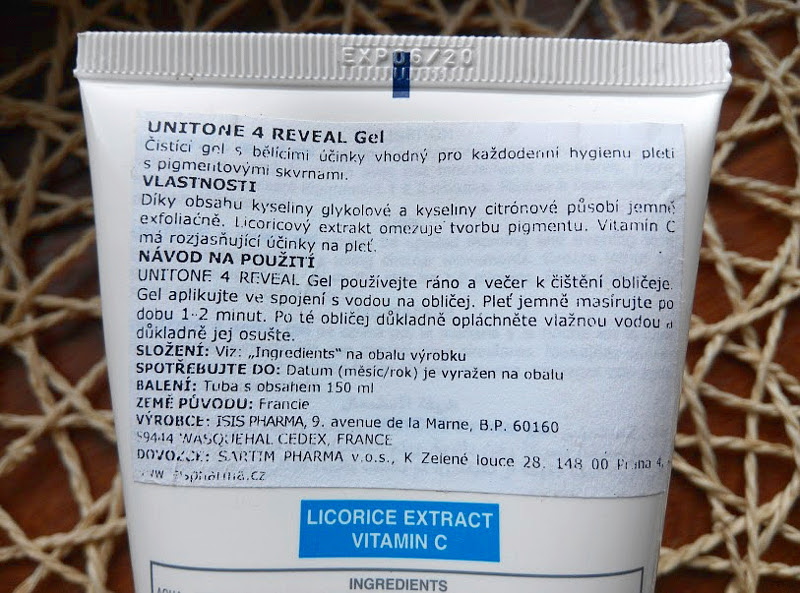 EXP 06/20
UNITONE 4 REVEAL Gel
Čistící gel s bělícími účinky vhodný pro každodenní hygienu pleti
s pigmentovými skvrnami.
VLASTNOSTI
Díky obsahu kyseliny glykolové a kyseliny citrónové působí jemně
exfoliačně. Licoricový extrakt omezuje tvorbu pigmentu. Vitamín C
má rozjasňující účinky na pleť.
NÁVOD NA POUŽITÍ
UNITONE 4 REVEAL Gel používejte ráno a večer k čištění obličeje.
Gel aplikujte ve spojení s vodou na obličej. Pleť jemně masírujte po
dobu 1-2 minut. Po té obličej důkladně opláchněte vlažnou vodou a
důkladně jej osušte.
SLOŽENÍ: Viz: „Ingredients“ na obalu výrobku
SPOTŘEBUJTE DO: Datum (měsíc/rok) je vyražen na obalu
BALENÍ: Tuba s obsahem 150 ml
ZEMĚ PŮVODU: Francie
VÝROBCE: ISIS PHARMA, 9. avenue de la Marne, B.P. 60160
59444 WASQUEHAL CEDEX, FRANCE
DOVOZCE: SARTIM PHARMA v.o.s., K Zelené louce 28, 148 00 Praha 4,
LICORICE EXTRACT
VITAMIN C
INGREDIENTS